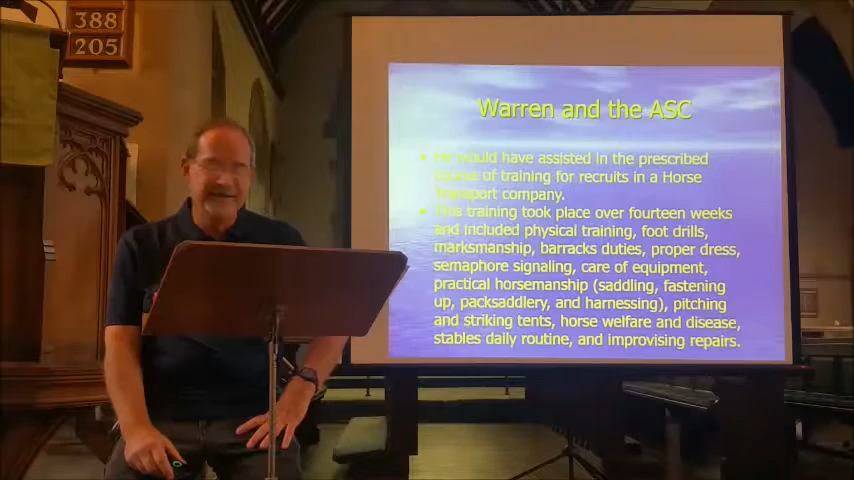 388
205
Warren and the ASC
• He would have assisted in the prescribed
course of training for recruits in a Horse
Transport company.
• This training took place over fourteen weeks
and included physical training, foot drills,
marksmanship, barracks duties, proper dress,
semaphore signalling, care of equipment,
practical horsemanship (saddling, fastening
up, packsaddlery, and harnessing), pitching
and striking tents, horse welfare and disease,
stables daily routine, and improvising repairs.